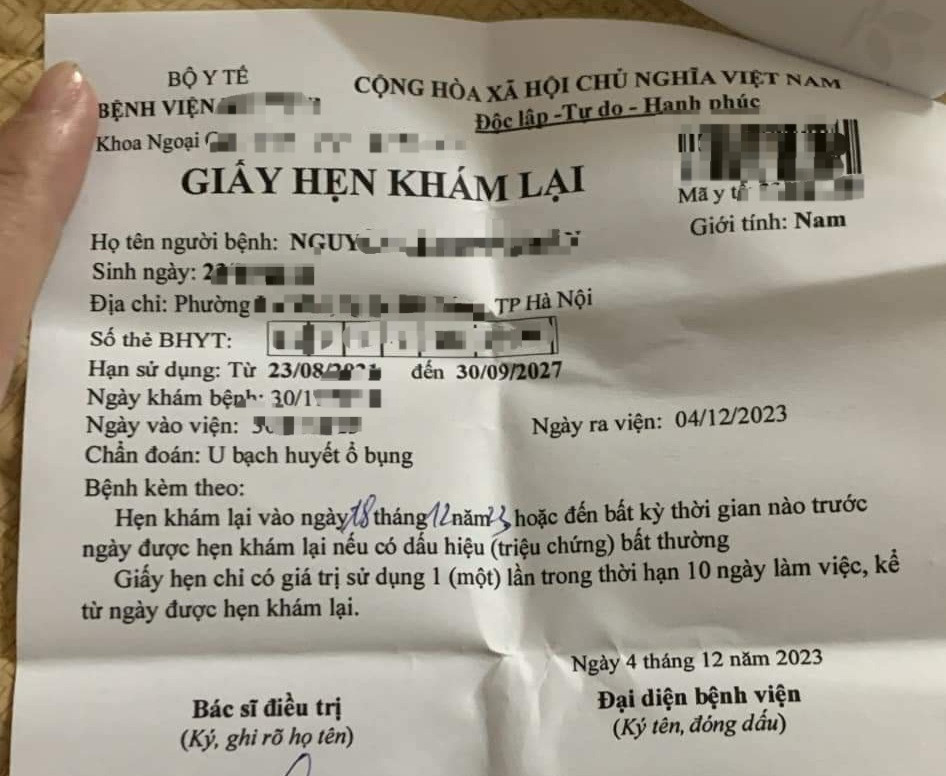 BỘ Y TẾ
BỆNH VIỆN
Khoa Ngoại
CỘNG HÒA XÃ HỘI CHỦ NGHĨA VIỆT NAM
Độc lập -Tự do - Hạnh phúc
GIẤY HẸN KHÁM LẠI
Mã y tế
Giới tính: Nam
Họ tên người bệnh:
Sinh ngày:
Địa chỉ: Phường TP Hà Nội
Số thẻ BHYT:
Hạn sử dụng: Từ 23/08/ đến 30/09/2027
Ngày khám bệnh:
Ngày vào viện:
Ngày ra viện: 04/12/2023
Chẩn đoán: U bạch huyết ổ bụng
Bệnh kèm theo:
Hẹn khám lại vào ngày 18 tháng 12 năm 23, hoặc đến bất kỳ thời gian nào trước
ngày được hẹn khám lại nếu có dấu hiệu (triệu chứng) bất thường
Giấy hẹn chỉ có giá trị sử dụng 1 (một) lần trong thời hạn 10 ngày làm việc, kể
từ ngày được hẹn khám lại.
Ngày 4 tháng 12 năm 2023
Bác sĩ điều trị
(Ký, ghi rõ họ tên)
Đại diện bệnh viện
(Ký tên, đóng dấu)